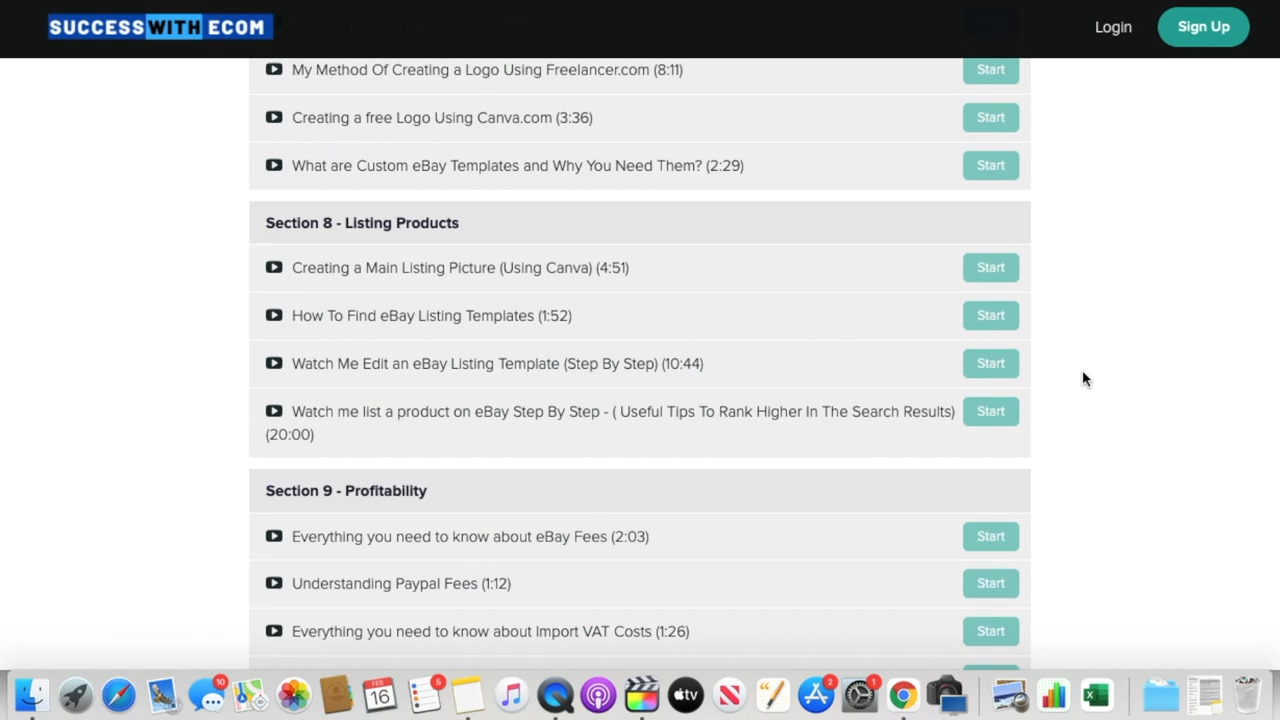 SUCCESS WITH ECOM
Login
Sign Up
My Method Of Creating a Logo Using Freelancer.com (8:11)
Start
Creating a free Logo Using Canva.com (3:36)
Start
What are Custom eBay Templates and Why You Need Them? (2:29)
Start
Section 8 - Listing Products
Creating a Main Listing Picture (Using Canva) (4:51)
Start
How To Find eBay Listing Templates (1:52)
Start
Watch Me Edit an eBay Listing Template (Step By Step) (10:44)
Start
Watch me list a product on eBay Step By Step - ( Useful Tips To Rank Higher In The Search Results)
(20:00)
Start
Section 9 - Profitability
Everything you need to know about eBay Fees (2:03)
Start
Understanding Paypal Fees (1:12)
Start
Everything you need to know about Import VAT Costs (1:26)
Start
10
FEB
16
5
tv
2
1